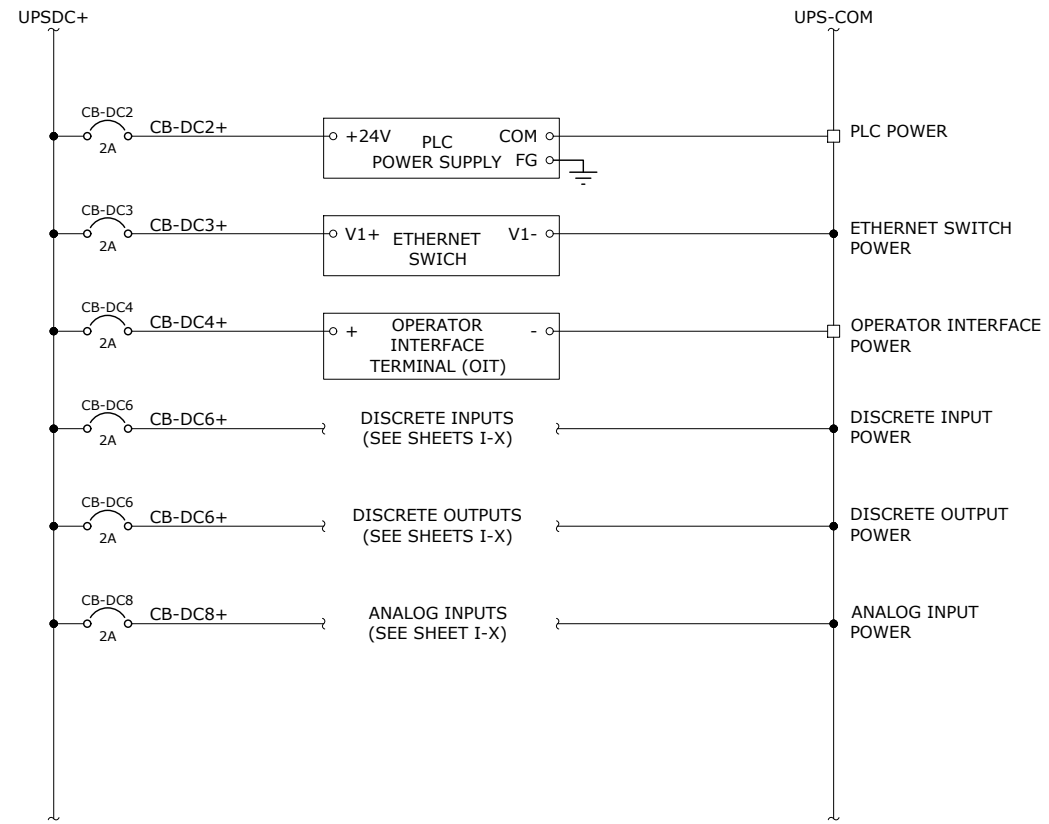 UPSDC+
UPS-COM
CB-DC2
2A
CB-DC2+
+24V
PLC
POWER SUPPLY
COM
FG
PLC POWER
CB-DC3
2A
CB-DC3+
V1+
ETHERNET
SWICH
V1-
ETHERNET SWITCH
POWER
CB-DC4
2A
CB-DC4+
+
OPERATOR
INTERFACE
TERMINAL (OIT)
-
OPERATOR INTERFACE
POWER
CB-DC6
2A
CB-DC6+
DISCRETE INPUTS
(SEE SHEETS I-X)
DISCRETE INPUT
POWER
CB-DC6
2A
CB-DC6+
DISCRETE OUTPUTS
(SEE SHEETS I-X)
DISCRETE OUTPUT
POWER
CB-DC8
2A
CB-DC8+
ANALOG INPUTS
(SEE SHEET I-X)
ANALOG INPUT
POWER